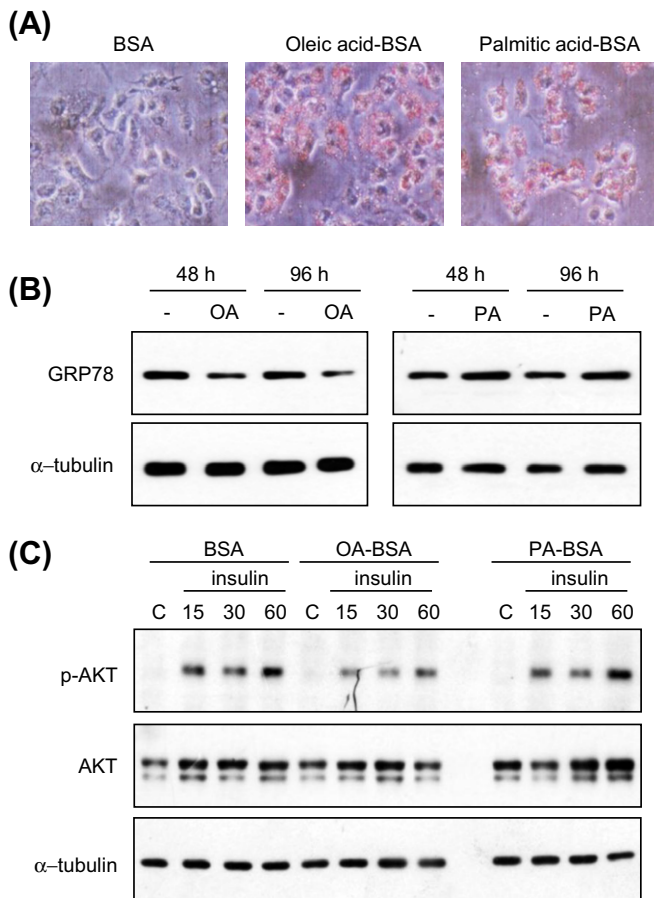 (A)
BSA Oleic acid-BSA Palmitic acid-BSA
(B)
48 h 96 h 48 h 96 h
- OA - OA - PA - PA
GRP78
α–tubulin
(C)
BSA OA-BSA PA-BSA
insulin insulin insulin
C 15 30 60 C 15 30 60 C 15 30 60
p-AKT
AKT
α–tubulin